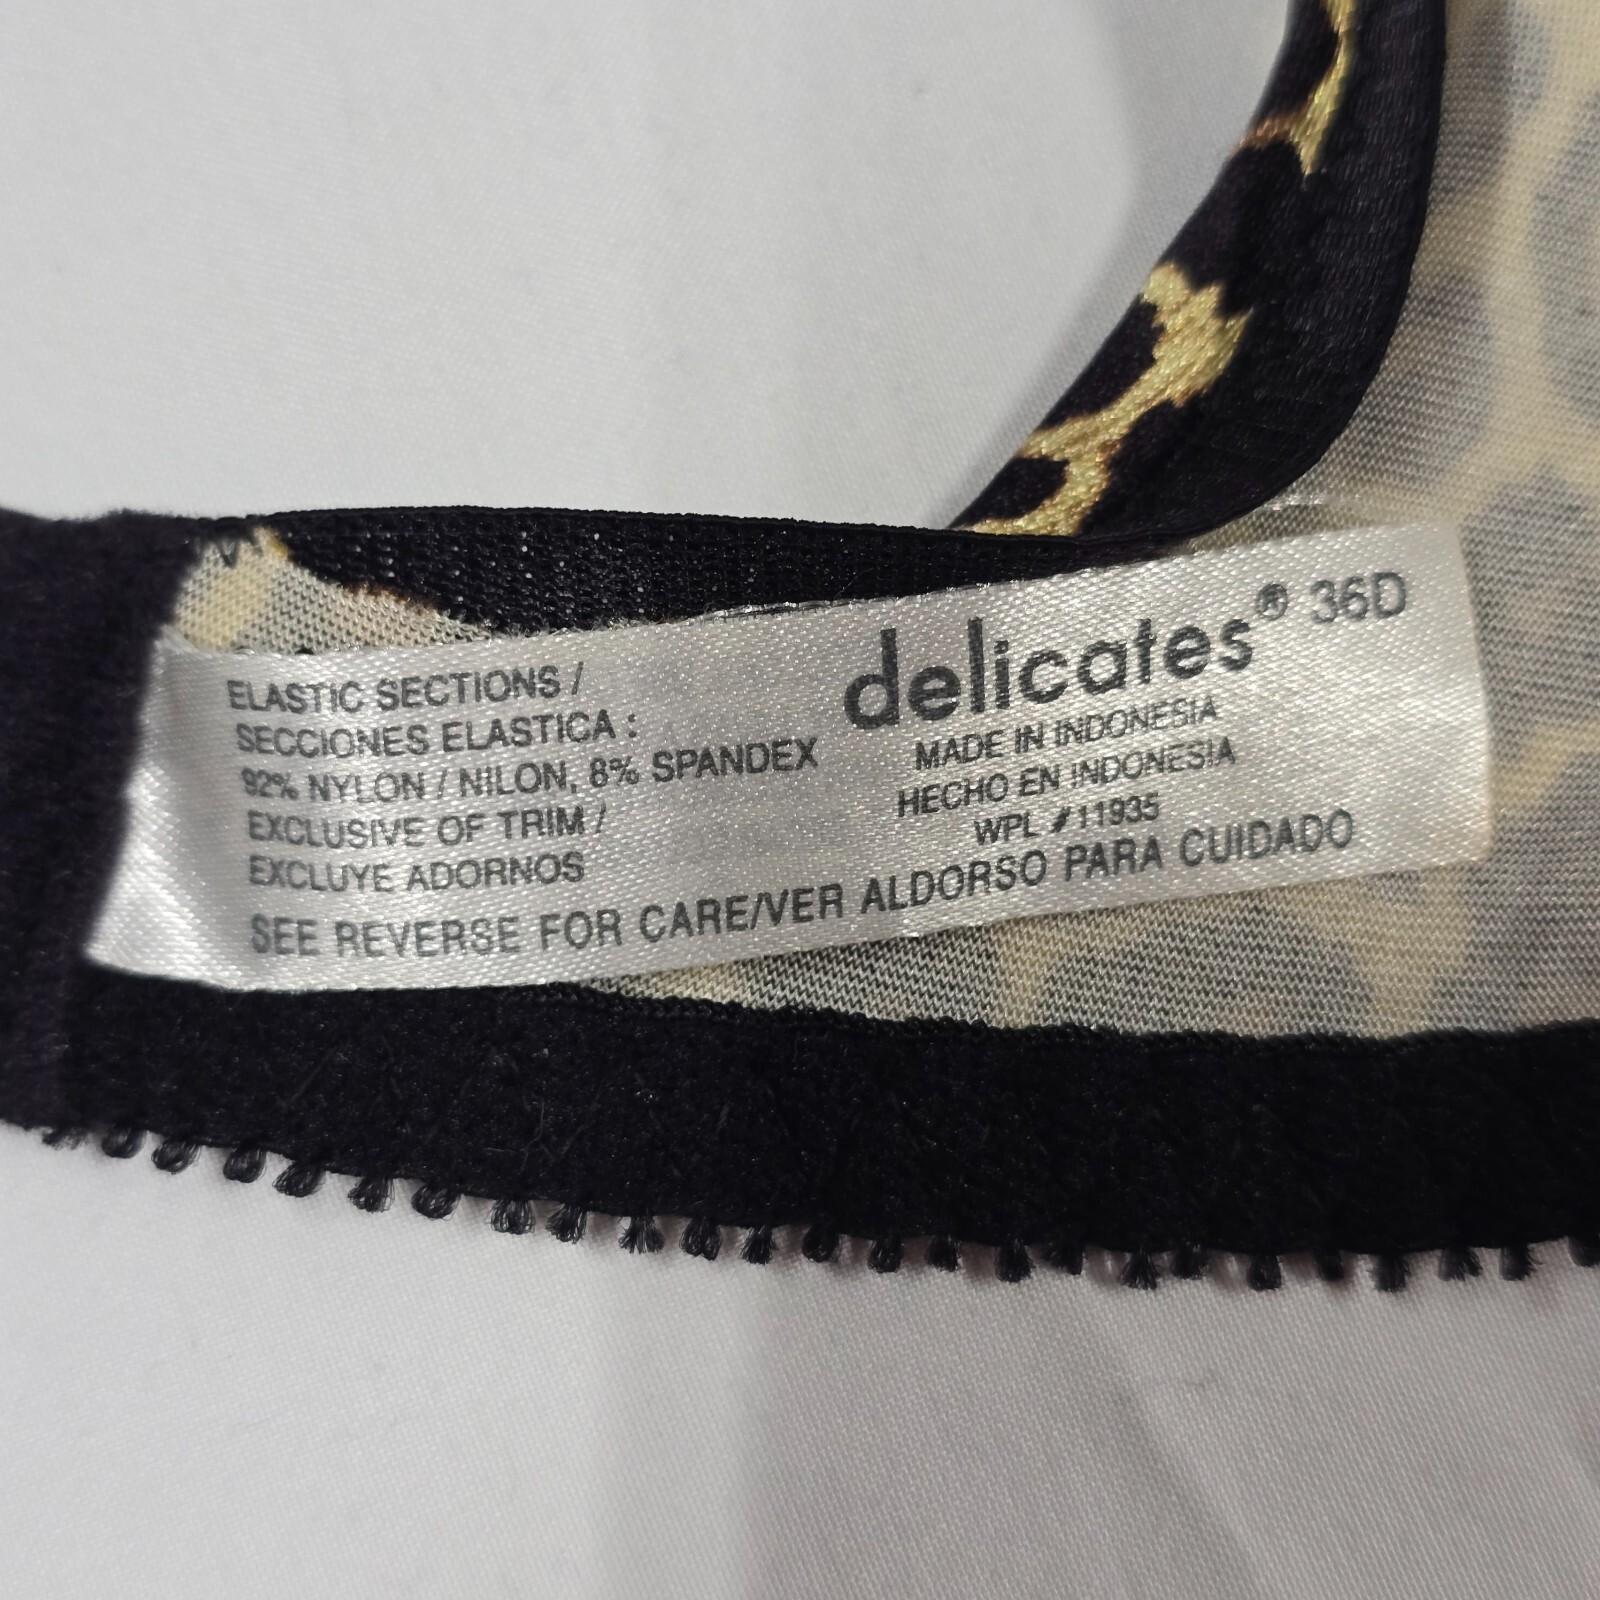 ELASTIC SECTIONS /
SECCIONES ELASTICA :
92% NYLON / NILON, 8% SPANDEX
EXCLUSIVE OF TRIM /
EXCLUYE ADORNOS
delicates® 36D
MADE IN INDONESIA
HECHO EN INDONESIA
WPL #11935
SEE REVERSE FOR CARE/VER ALDORSO PARA CUIDADO